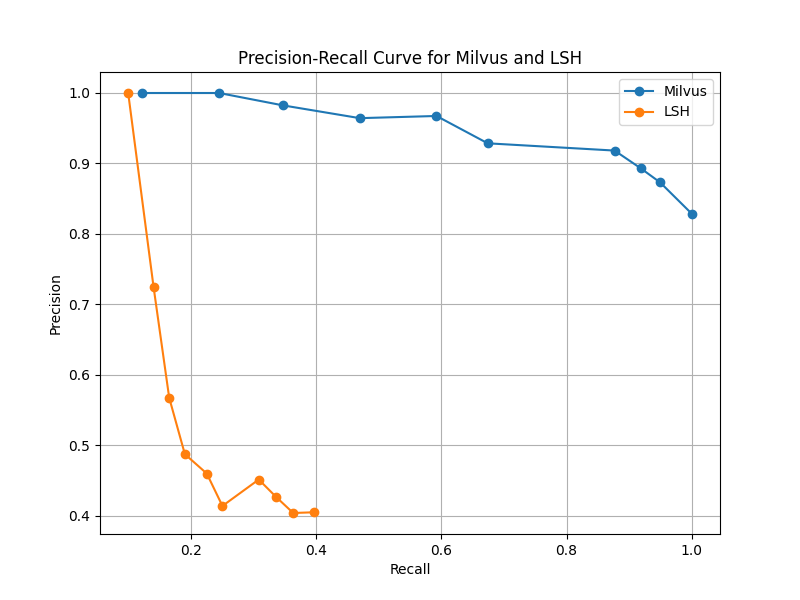 Precision-Recall Curve for Milvus and LSH
Milvus
LSH
1.0
0.9
0.8
0.7
0.6
0.5
0.4
Precision
0.2
0.4
0.6
0.8
1.0
Recall